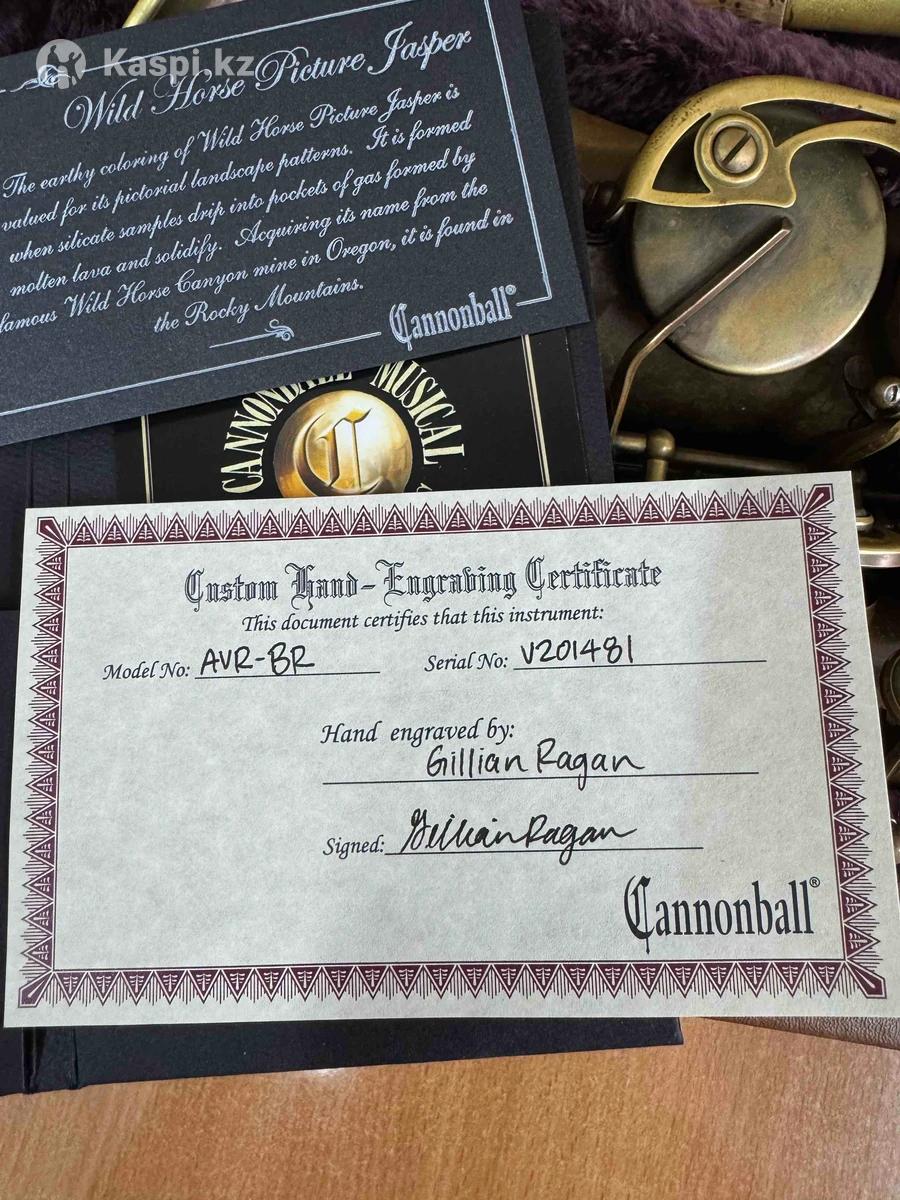 Kaspi.kz
Wild Horse Picture Jasper
The earthy coloring of Wild Horse Picture Jasper is
valued for its pictorial landscape patterns. It is formed
when silicate samples drip into pockets of gas formed by
molten lava and solidify. Acquiring its name from the
famous Wild Horse Canyon mine in Oregon, it is found in
the Rocky Mountains.
Cannonball®
CANNONBALL MUSICAL
C
Custom Hand-Engraving Certificate
This document certifies that this instrument:
Model No: AVR-BR Serial No: V201481
Hand engraved by:
Gillian Ragan
Signed: Gillian Ragan
Cannonball®